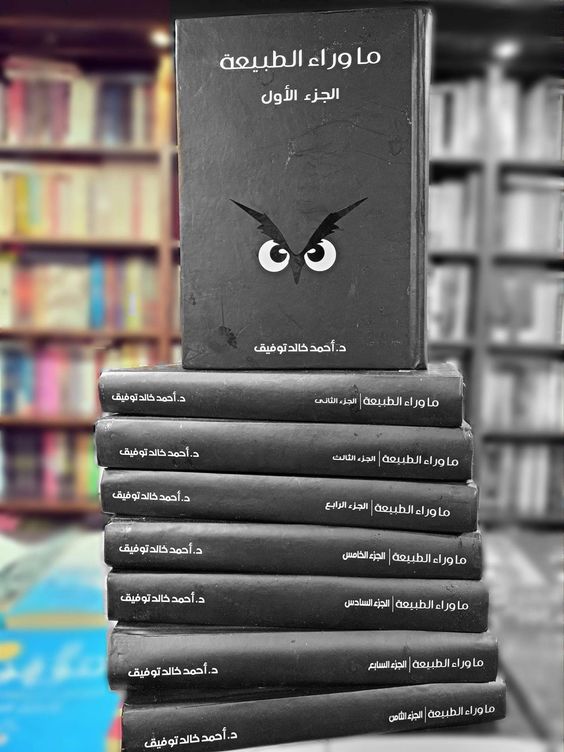 ما وراء الطبيعة
الجزء الأول
د. أحمد خالد توفيق
ما وراء الطبيعة | الجزء الثاني د. أحمد خالد توفيق
ما وراء الطبيعة | الجزء الثالث د. أحمد خالد توفيق
ما وراء الطبيعة | الجزء الرابع د. أحمد خالد توفيق
ما وراء الطبيعة | الجزء الخامس د. أحمد خالد توفيق
ما وراء الطبيعة | الجزء السادس د. أحمد خالد توفيق
ما وراء الطبيعة | الجزء السابع د. أحمد خالد توفيق
ما وراء الطبيعة | الجزء الثامن د. أحمد خالد توفيق